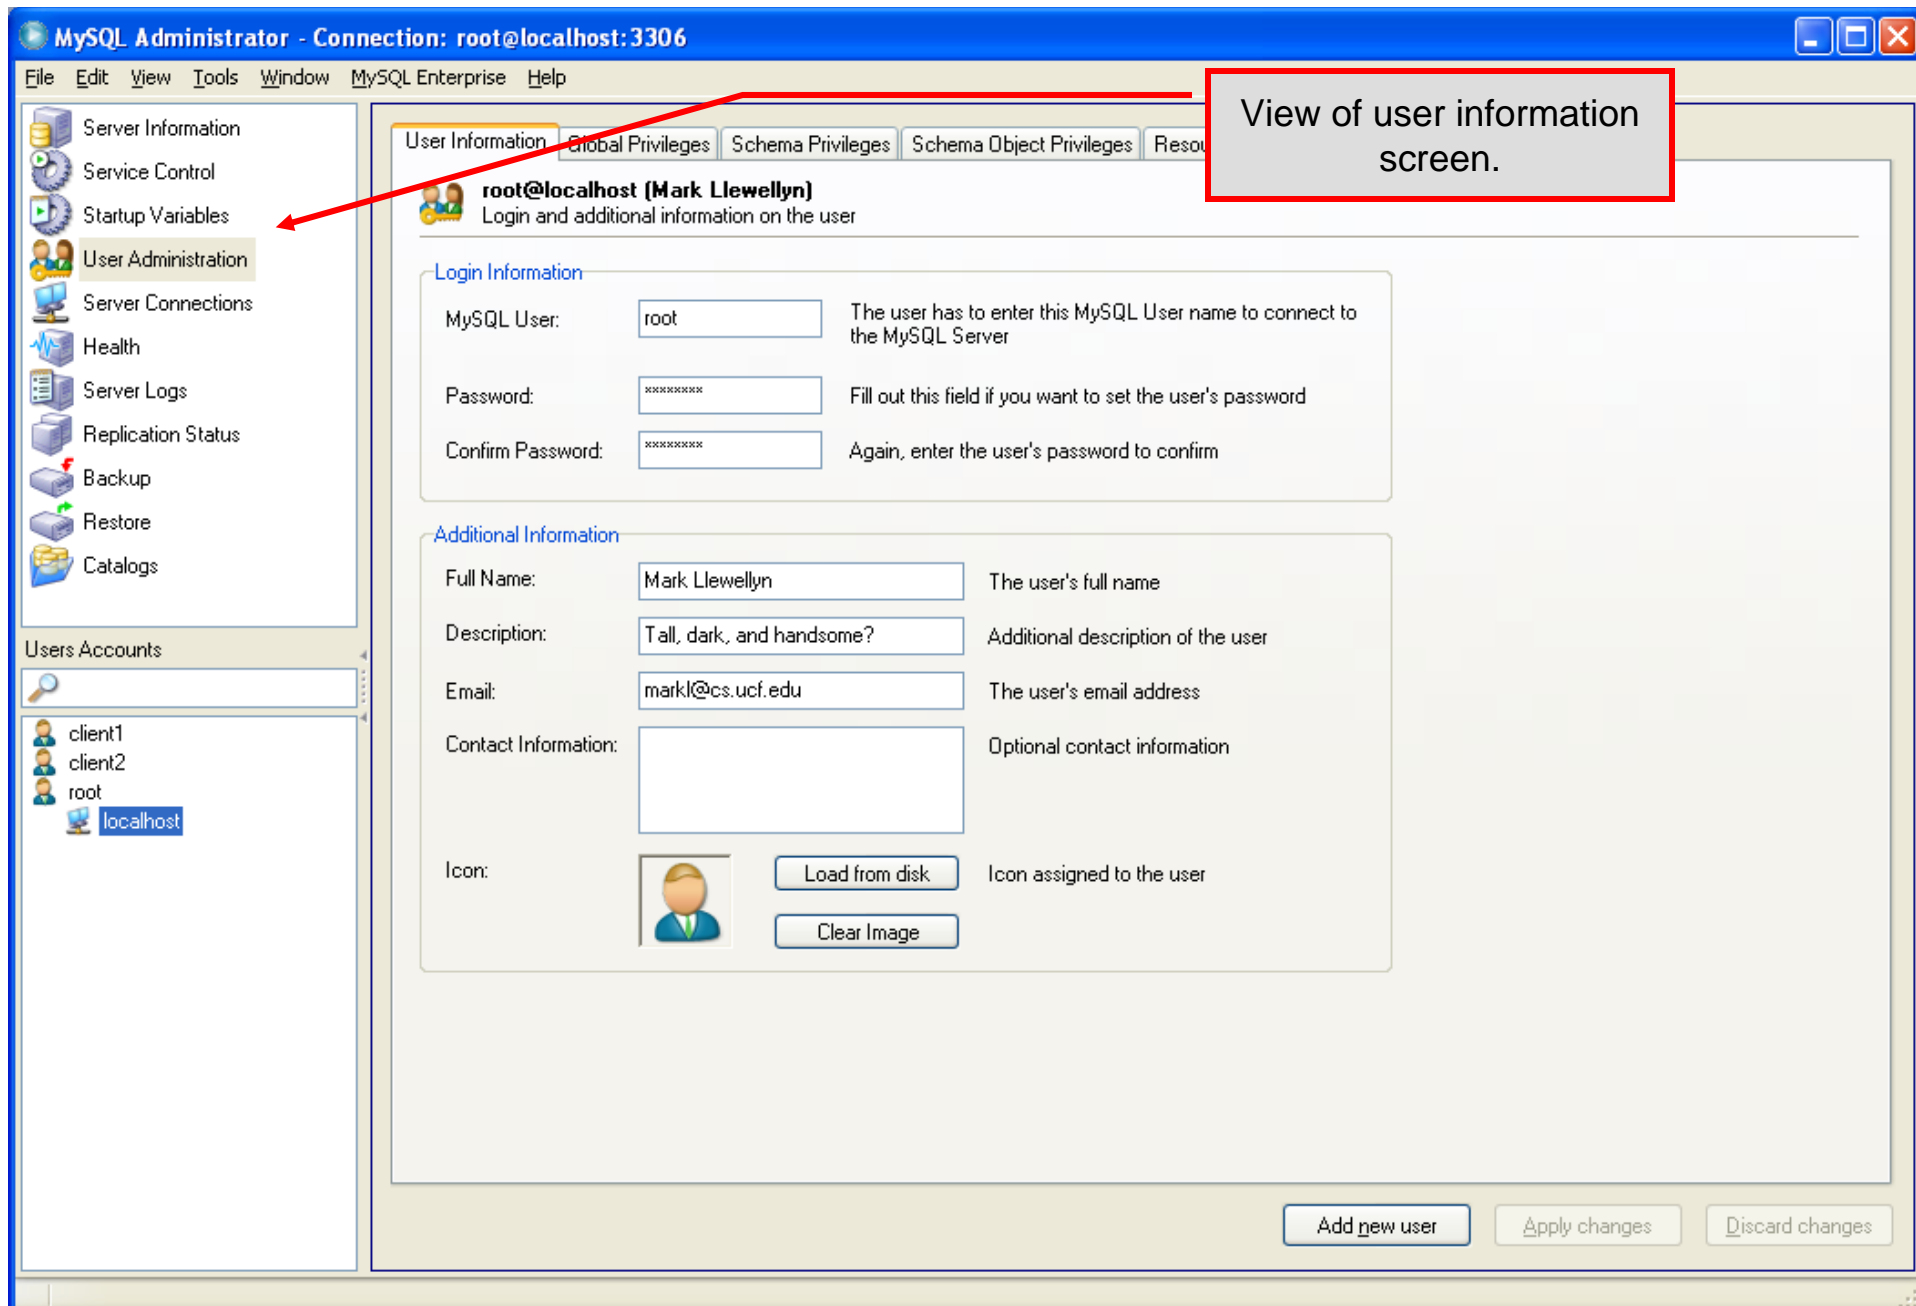 MySQL Administrator - Connection: root@localhost:3306
File Edit View Tools Window MySQL Enterprise Help
View of user information
screen.
Server Information
Service Control
Startup Variables
User Administration
Server Connections
Health
Server Logs
Replication Status
Backup
Restore
Catalogs
Users Accounts
client1
client2
root
localhost
User Information Global Privileges Schema Privileges Schema Object Privileges
root@localhost (Mark Llewellyn)
Login and additional information on the user
Login Information
MySQL User: root The user has to enter this MySQL User name to connect to
the MySQL Server
Password: ******** Fill out this field if you want to set the user's password
Confirm Password: ******** Again, enter the user's password to confirm
Additional Information
Full Name: Mark Llewellyn The user's full name
Description: Tall, dark, and handsome? Additional description of the user
Email: markl@cs.ucf.edu The user's email address
Contact Information: Optional contact information
Icon: Load from disk Icon assigned to the user
Clear Image
Add new user Apply changes Discard changes